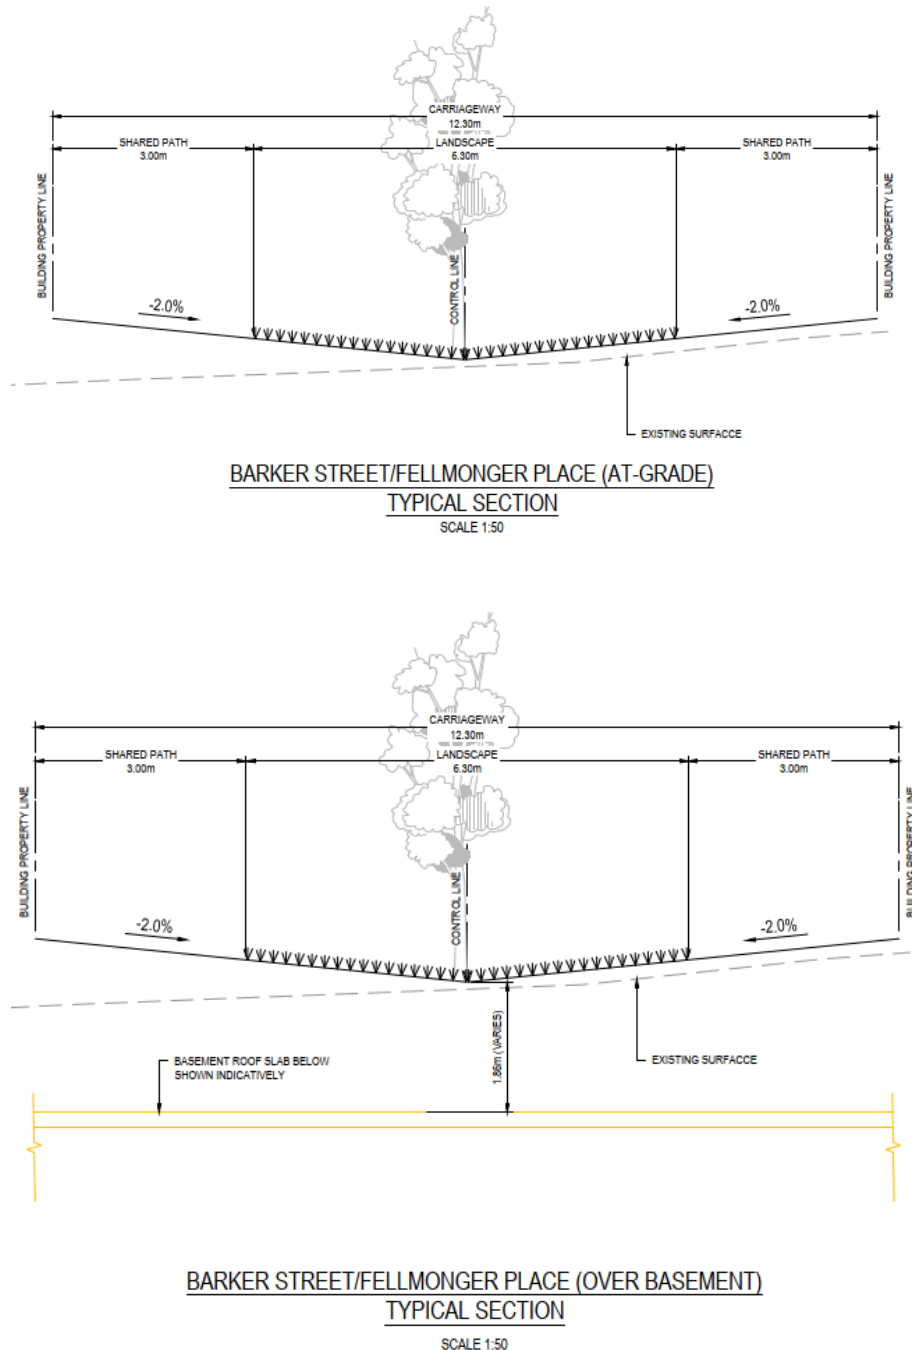 CARRIAGEWAY
12.30m
SHARED PATH
3.00m
LANDSCAPE
6.30m
SHARED PATH
3.00m
BUILDING PROPERTY LINE
CONTROL LINE
BUILDING PROPERTY LINE
-2.0%
-2.0%
EXISTING SURFACCE
BARKER STREET/FELLMONGER PLACE (AT-GRADE)
TYPICAL SECTION
SCALE 1:50
CARRIAGEWAY
12.30m
SHARED PATH
3.00m
LANDSCAPE
6.30m
SHARED PATH
3.00m
BUILDING PROPERTY LINE
CONTROL LINE
BUILDING PROPERTY LINE
-2.0%
-2.0%
1.86m (VARIES)
BASEMENT ROOF SLAB BELOW
SHOWN INDICATIVELY
EXISTING SURFACCE
BARKER STREET/FELLMONGER PLACE (OVER BASEMENT)
TYPICAL SECTION
SCALE 1:50